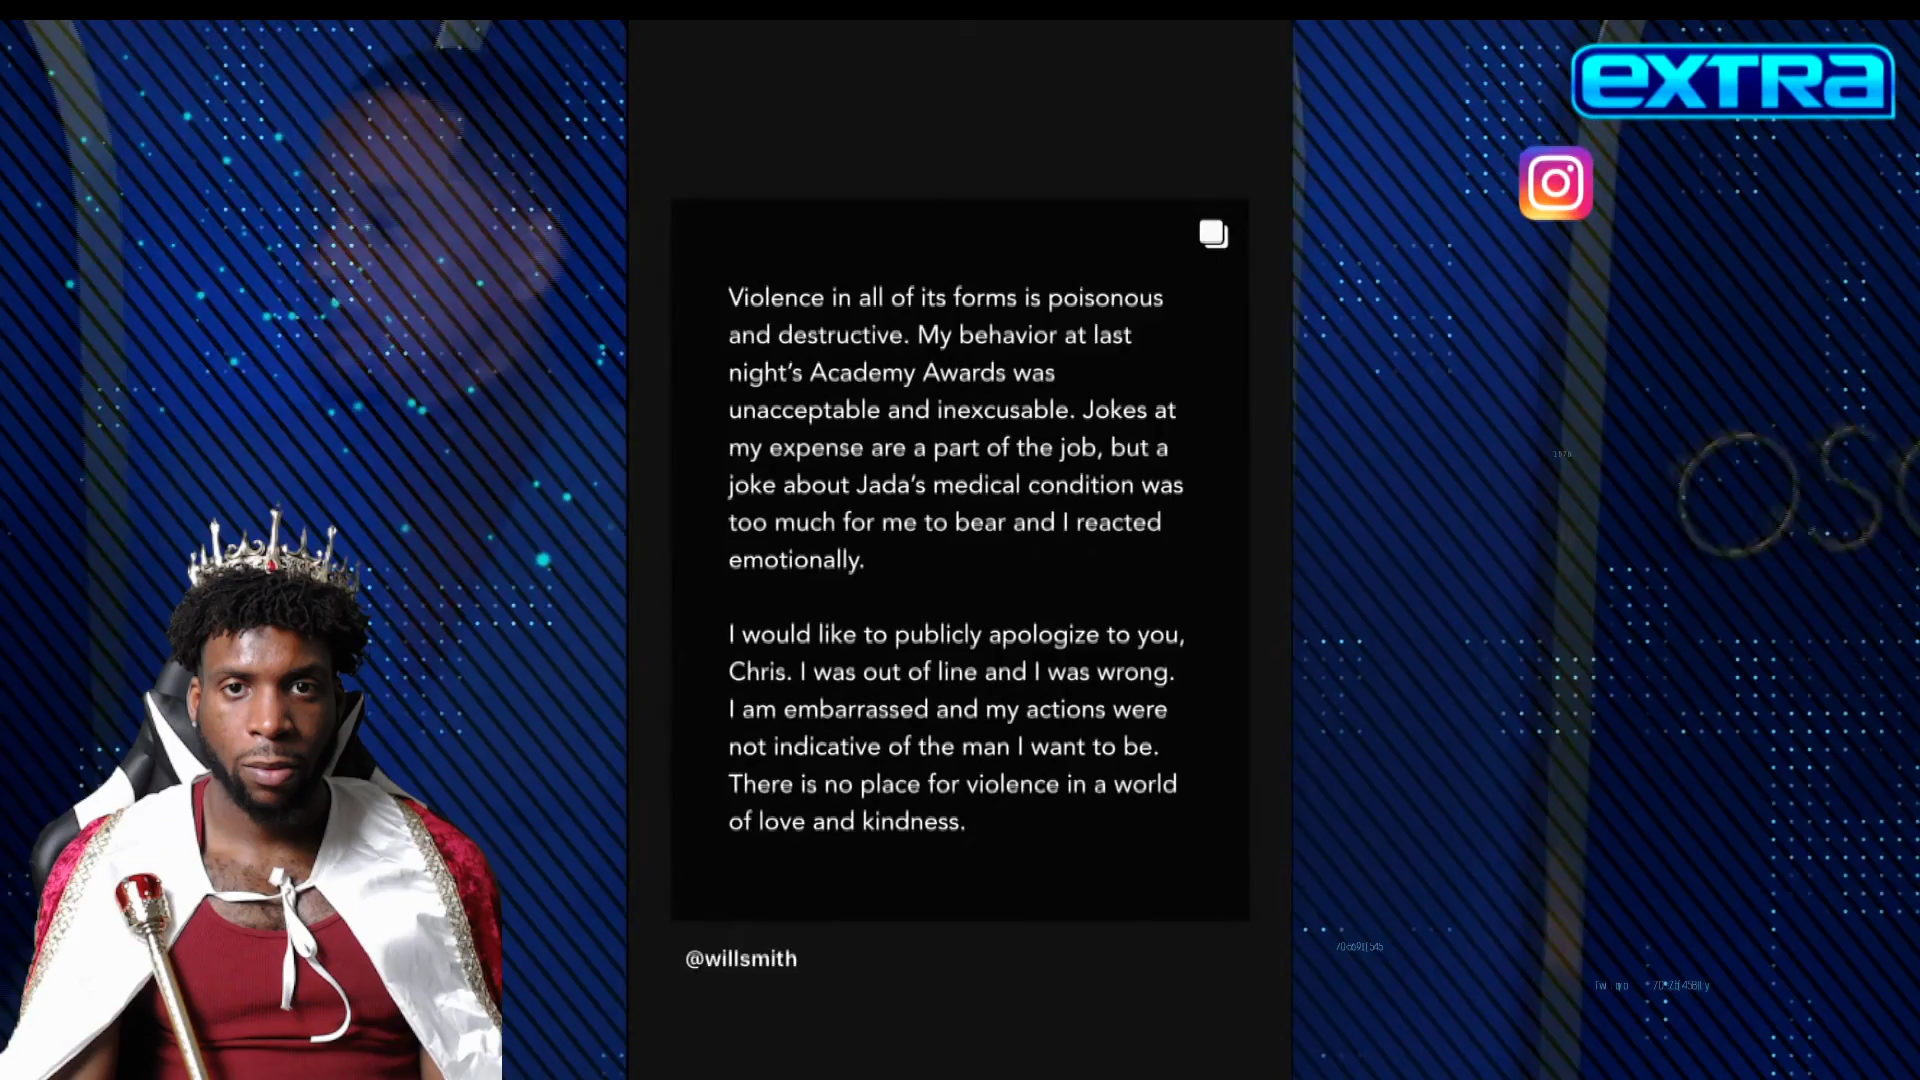 extra
Violence in all of its forms is poisonous
and destructive. My behavior at last
night's Academy Awards was
unacceptable and inexcusable. Jokes at
my expense are a part of the job, but a
joke about Jada's medical condition was
too much for me to bear and I reacted
emotionally.
I would like to publicly apologize to you,
Chris. I was out of line and I was wrong.
I am embarrassed and my actions were
not indicative of the man I want to be.
There is no place for violence in a world
of love and kindness.
@willsmith